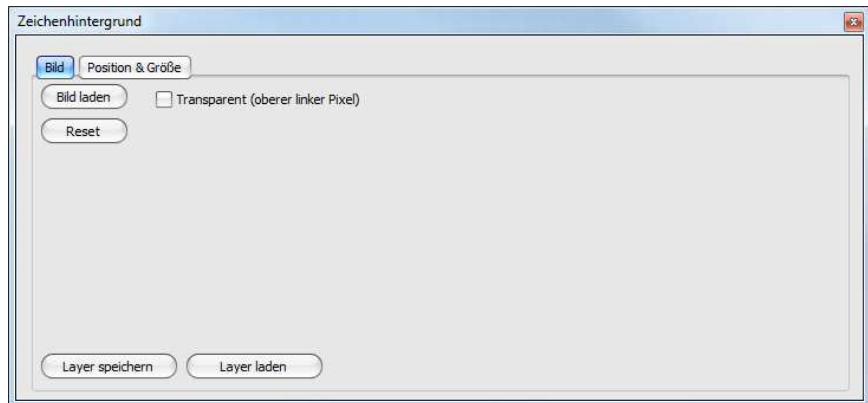 Zeichenhintergrund
Bild Position & Größe
Bild laden Transparent (oberer linker Pixel)
Reset
Layer speichern Layer laden